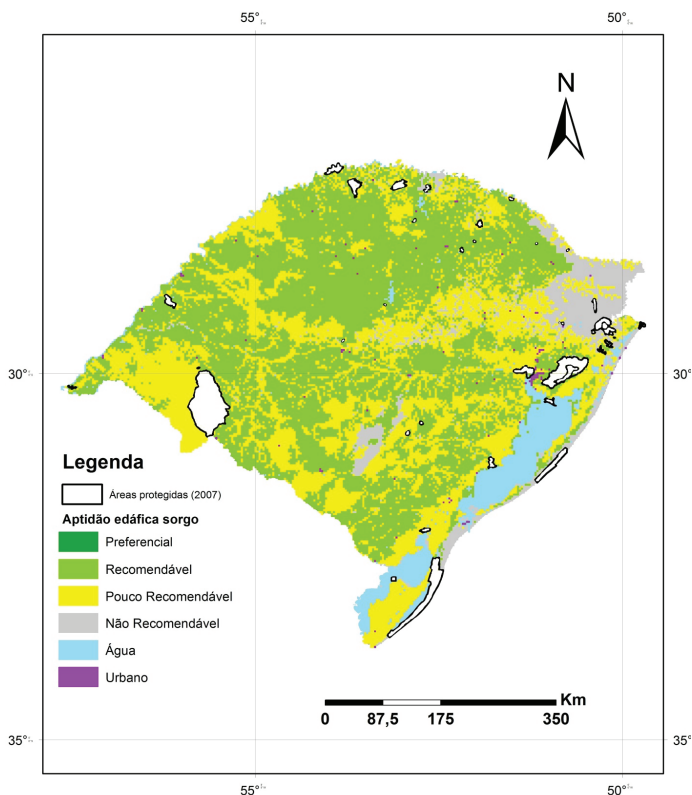 55°
50°
N
30°
30°
Legenda
Áreas protegidas (2007)
Aptidão edáfica sorgo
Preferencial
Recomendável
Pouco Recomendável
Não Recomendável
Água
Urbano
Km
0 87,5 175 350
35°
35°
55°
50°